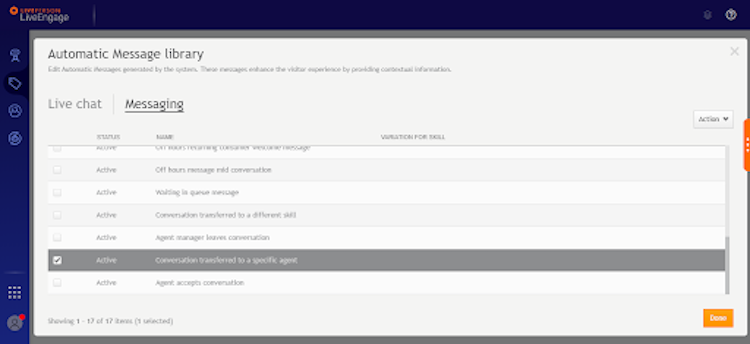 LIVEPERSON
LiveEngage
Automatic Message library
Edit Automatic Messages generated by the system. These messages enhance the visitor experience by providing contextual information.
Live chat Messaging
Action
STATUS NAME VARIATION FOR SKILL
Active Off hours recurring consumer welcome message
Active Off hours message mid conversation
Active Waiting in queue message
Active Conversation transferred to a different skill
Active Agent manager leaves conversation
Active Conversation transferred to a specific agent
Active Agent accepts conversation
Showing 1 - 17 of 17 items (1 selected)
Done